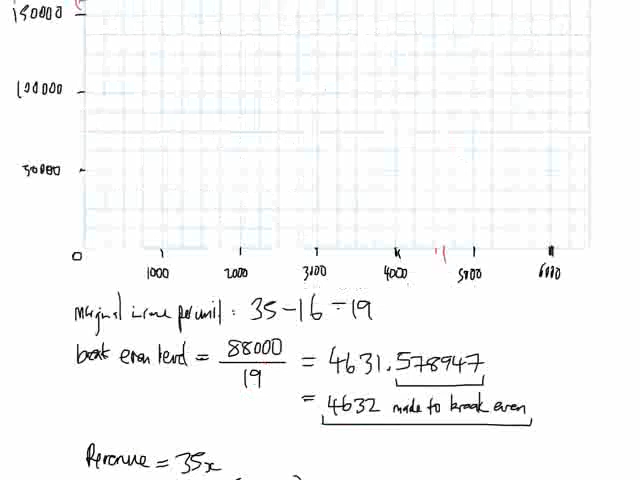 150000
100000
50000
0 1000 2000 3000 4000 5000 6000
marginal income per unit: 35 - 16 = 19
break even level = 88000 / 19 = 4631.578947
= 4632 made to break even
Revenue = 35x